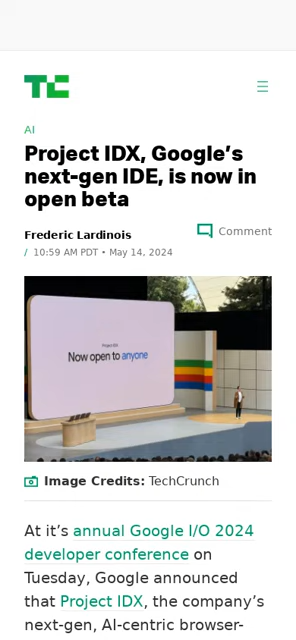 TC
AI
Project IDX, Google's
next-gen IDE, is now in
open beta
Frederic Lardinois
Comment
/ 10:59 AM PDT • May 14, 2024
Project IDX
Now open to anyone
Image Credits: TechCrunch
At it's annual Google I/O 2024
developer conference on
Tuesday, Google announced
that Project IDX, the company's
next-gen, AI-centric browser-